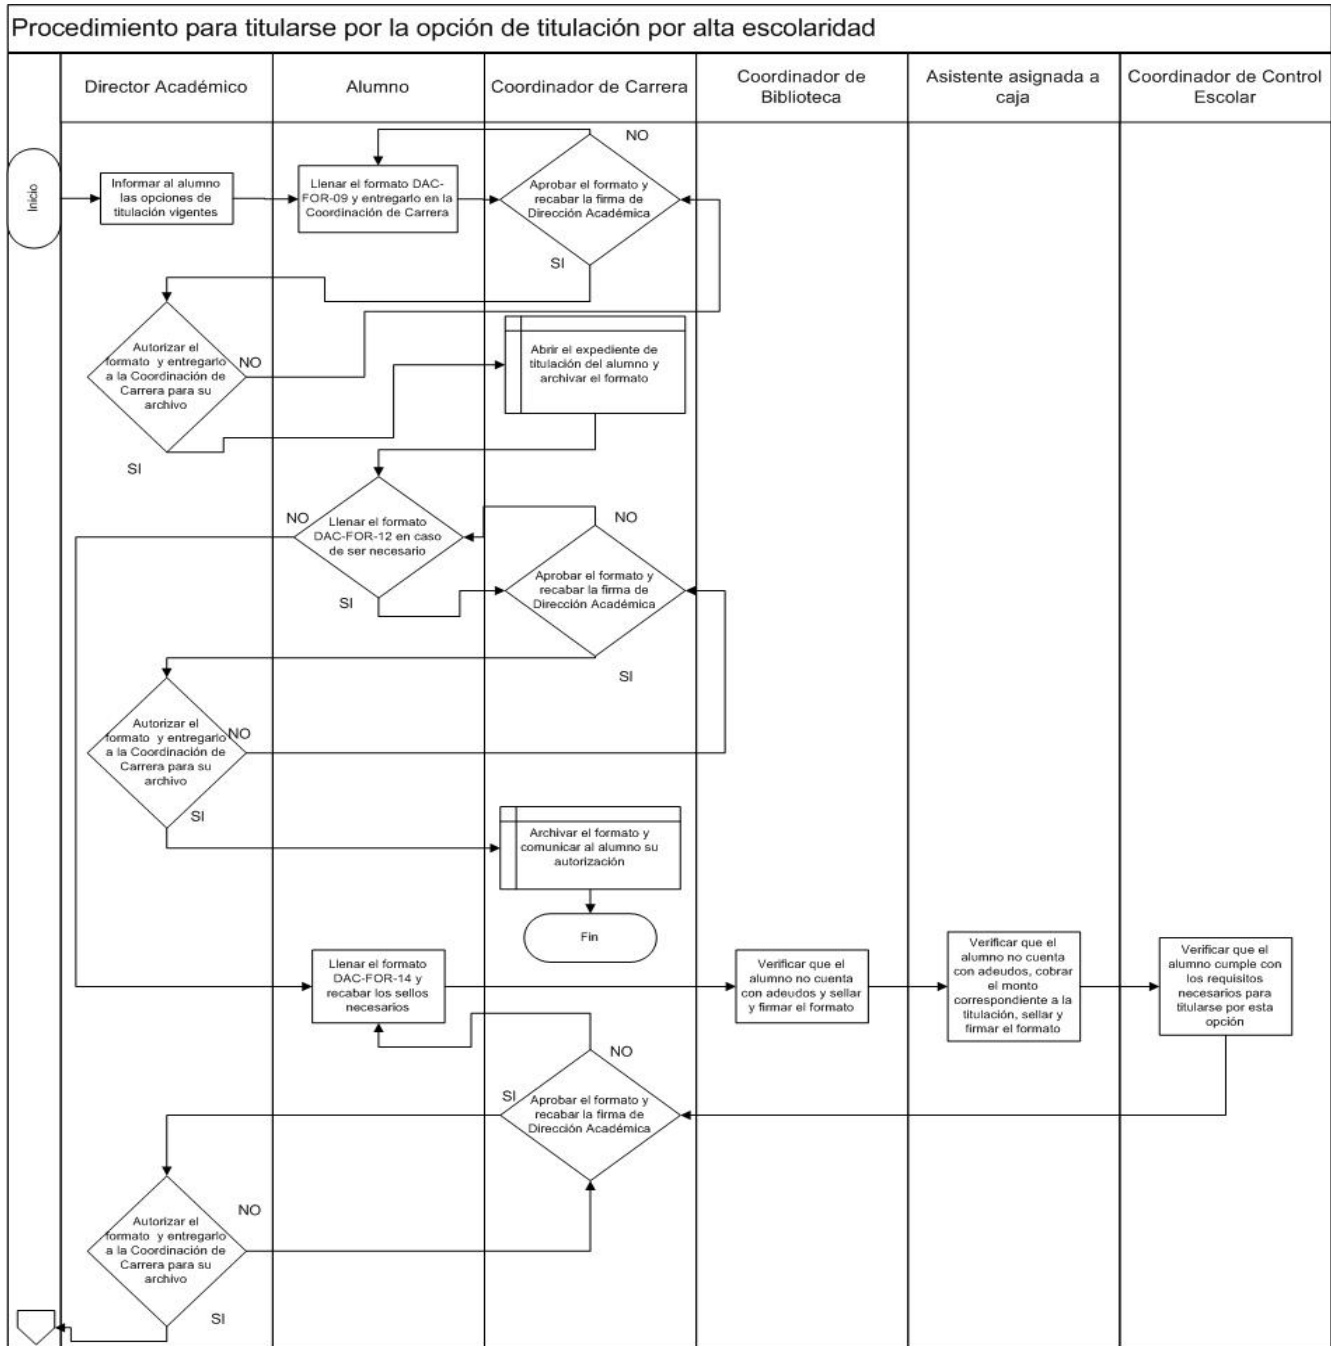 Procedimiento para titularse por la opción de titulación por alta escolaridad
Director Académico
Alumno
Coordinador de Carrera
Coordinador de
Biblioteca
Asistente asignada a
caja
Coordinador de Control
Escolar
Inicio
Informar al alumno
las opciones de
titulación vigentes
Llenar el formato DAC-
FOR-09 y entregarlo en la
Coordinación de Carrera
NO
Aprobar el formato y
recabar la firma de
Dirección Académica
SI
Autorizar el
formato y entregarlo
a la Coordinación de
Carrera para su
archivo
NO
SI
Abrir el expediente de
titulación del alumno y
archivar el formato
NO
Llenar el formato
DAC-FOR-12 en caso
de ser necesario
SI
NO
Aprobar el formato y
recabar la firma de
Dirección Académica
SI
Autorizar el
formato y entregarlo
a la Coordinación de
Carrera para su
archivo
NO
SI
Archivar el formato y
comunicar al alumno su
autorización
Fin
Llenar el formato
DAC-FOR-14 y
recabar los sellos
necesarios
Verificar que el
alumno no cuenta
con adeudos y sellar
y firmar el formato
Verificar que el
alumno no cuenta
con adeudos, cobrar
el monto
correspondiente a la
titulación, sellar y
firmar el formato
Verificar que el
alumno cumple con
los requisitos
necesarios para
titularse por esta
opción
NO
SI
Aprobar el formato y
recabar la firma de
Dirección Académica
Autorizar el
formato y entregarlo
a la Coordinación de
Carrera para su
archivo
NO
SI